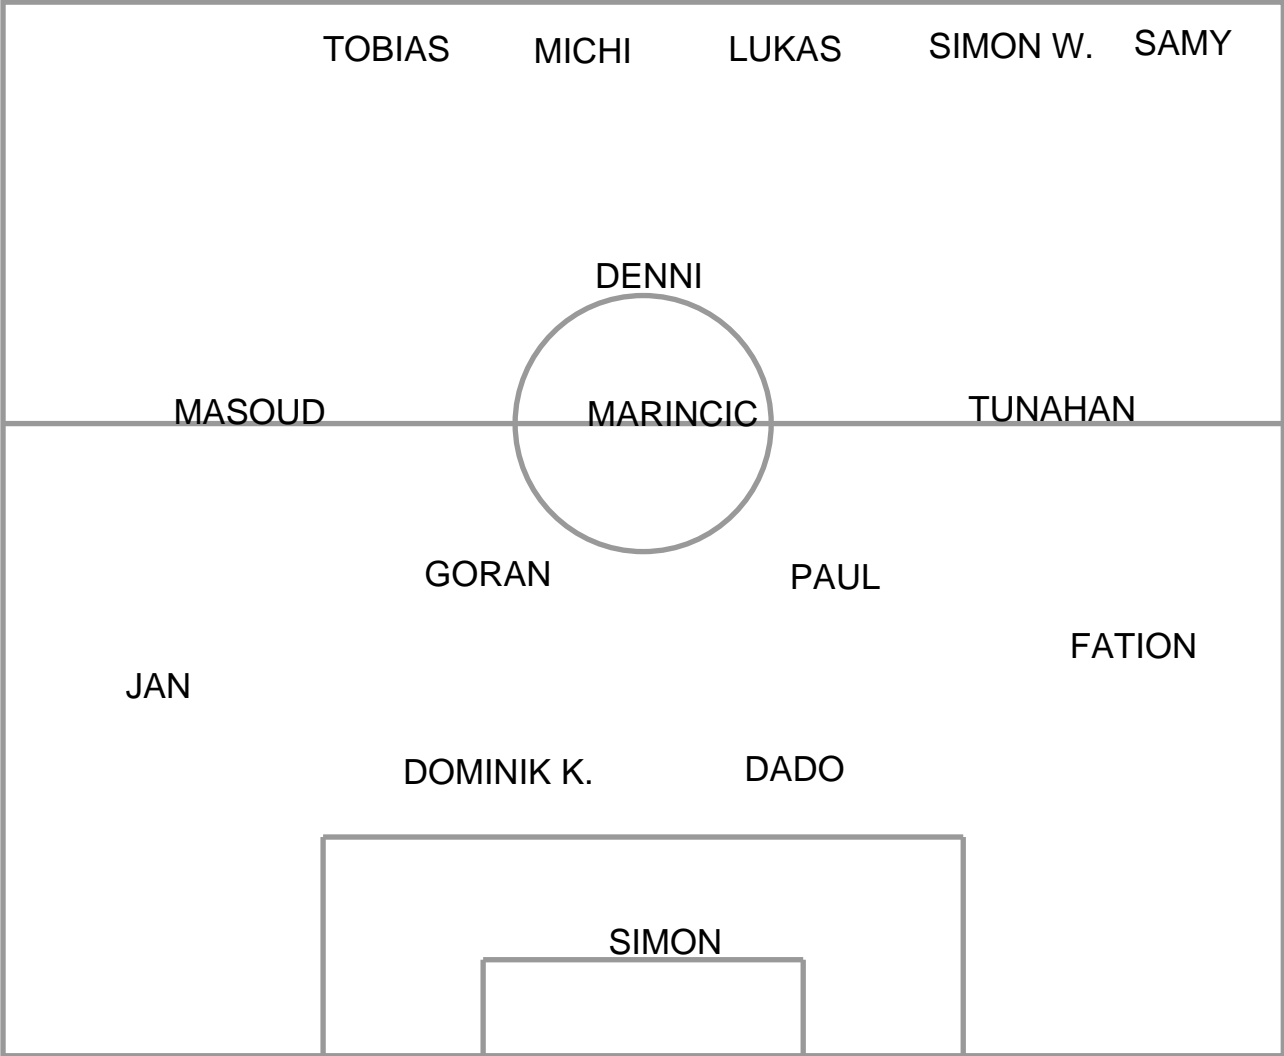 TOBIAS MICHI LUKAS SIMON W. SAMY
DENNI
MASOUD MARINCIC TUNAHAN
GORAN PAUL
FATION
JAN
DOMINIK K. DADO
SIMON